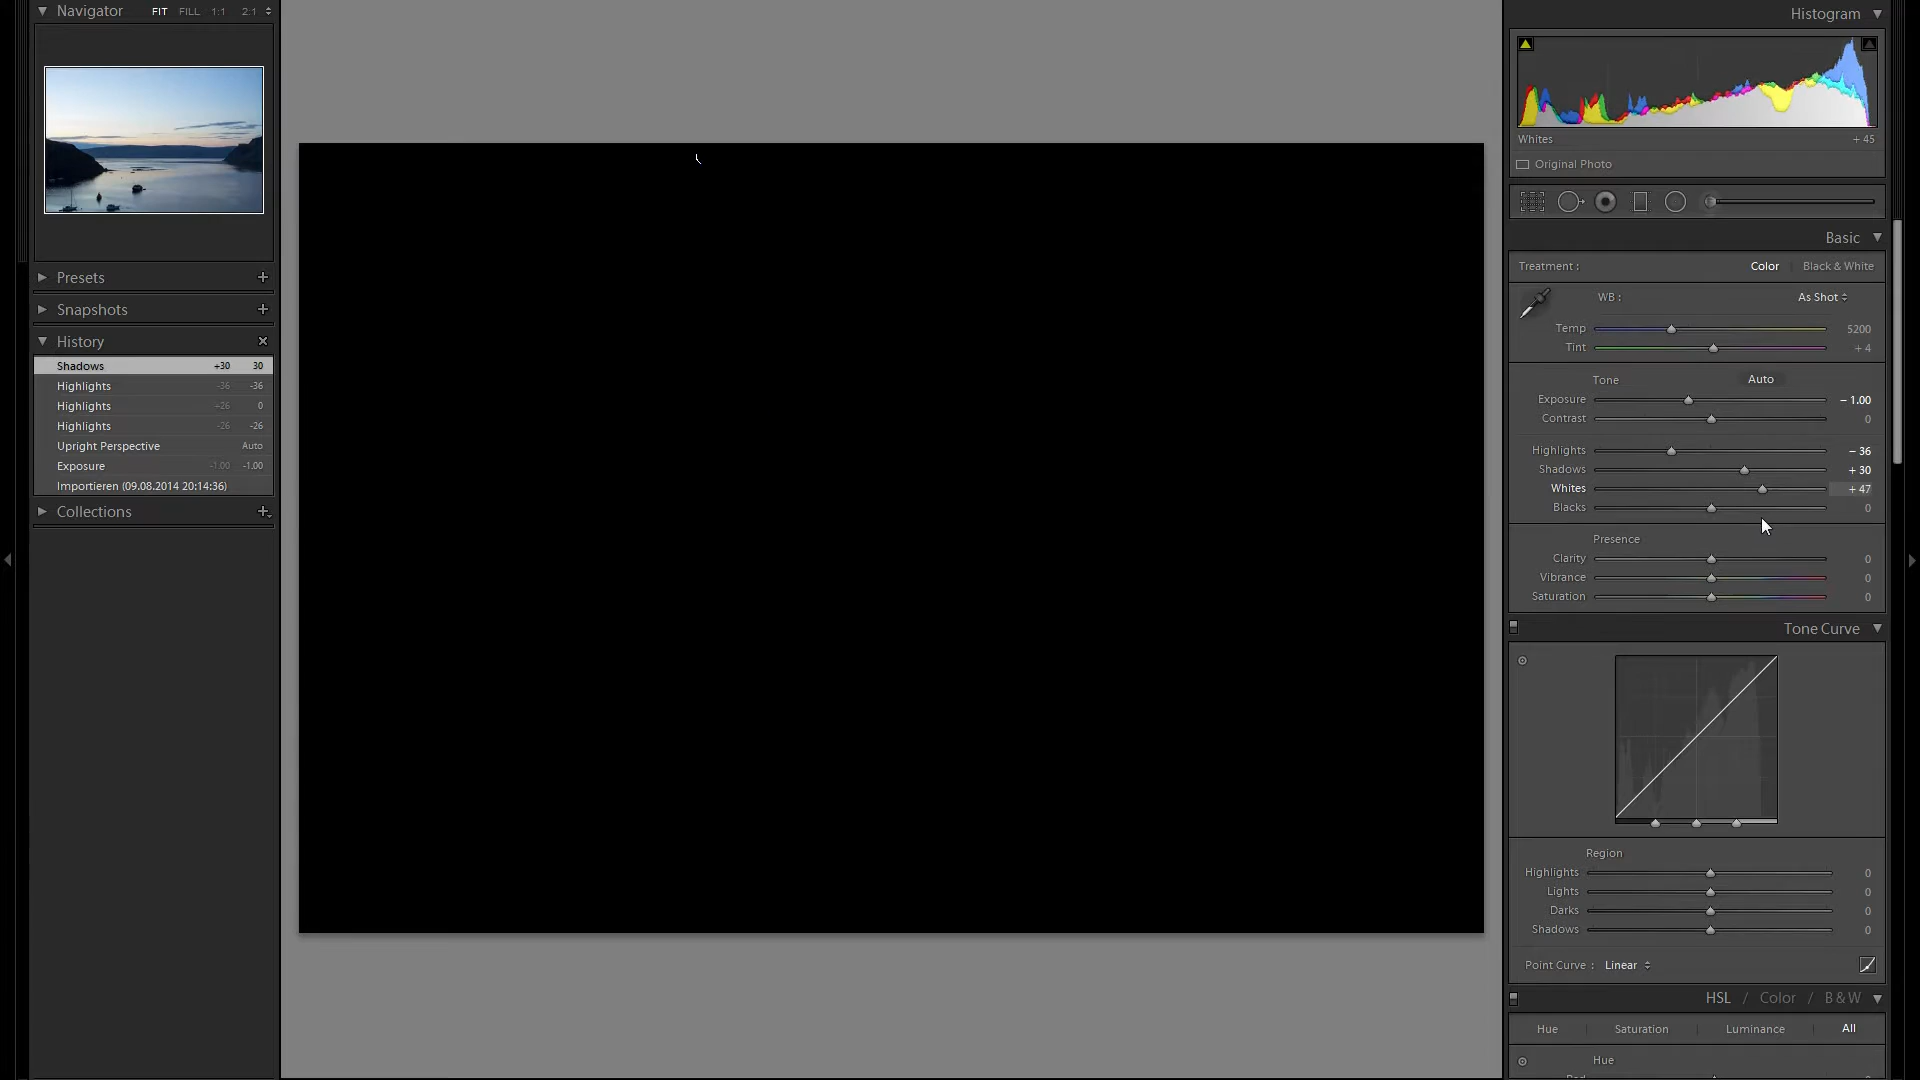 Navigator FIT FILL 1:1 2:1
Presets
Snapshots
History
Shadows +30 30
Highlights -36 -36
Highlights +26 0
Highlights -26 -26
Upright Perspective Auto
Exposure -1.00 -1.00
Importieren (09.08.2014 20:14:36)
Collections
Histogram
Whites + 45
Original Photo
Basic
Treatment : Color Black & White
WB : As Shot
Temp 5200
Tint + 4
Tone Auto
Exposure − 1.00
Contrast 0
Highlights − 36
Shadows + 30
Whites + 47
Blacks 0
Presence
Clarity 0
Vibrance 0
Saturation 0
Tone Curve
Region
Highlights 0
Lights 0
Darks 0
Shadows 0
Point Curve : Linear
HSL / Color / B & W
Hue Saturation Luminance All
Hue